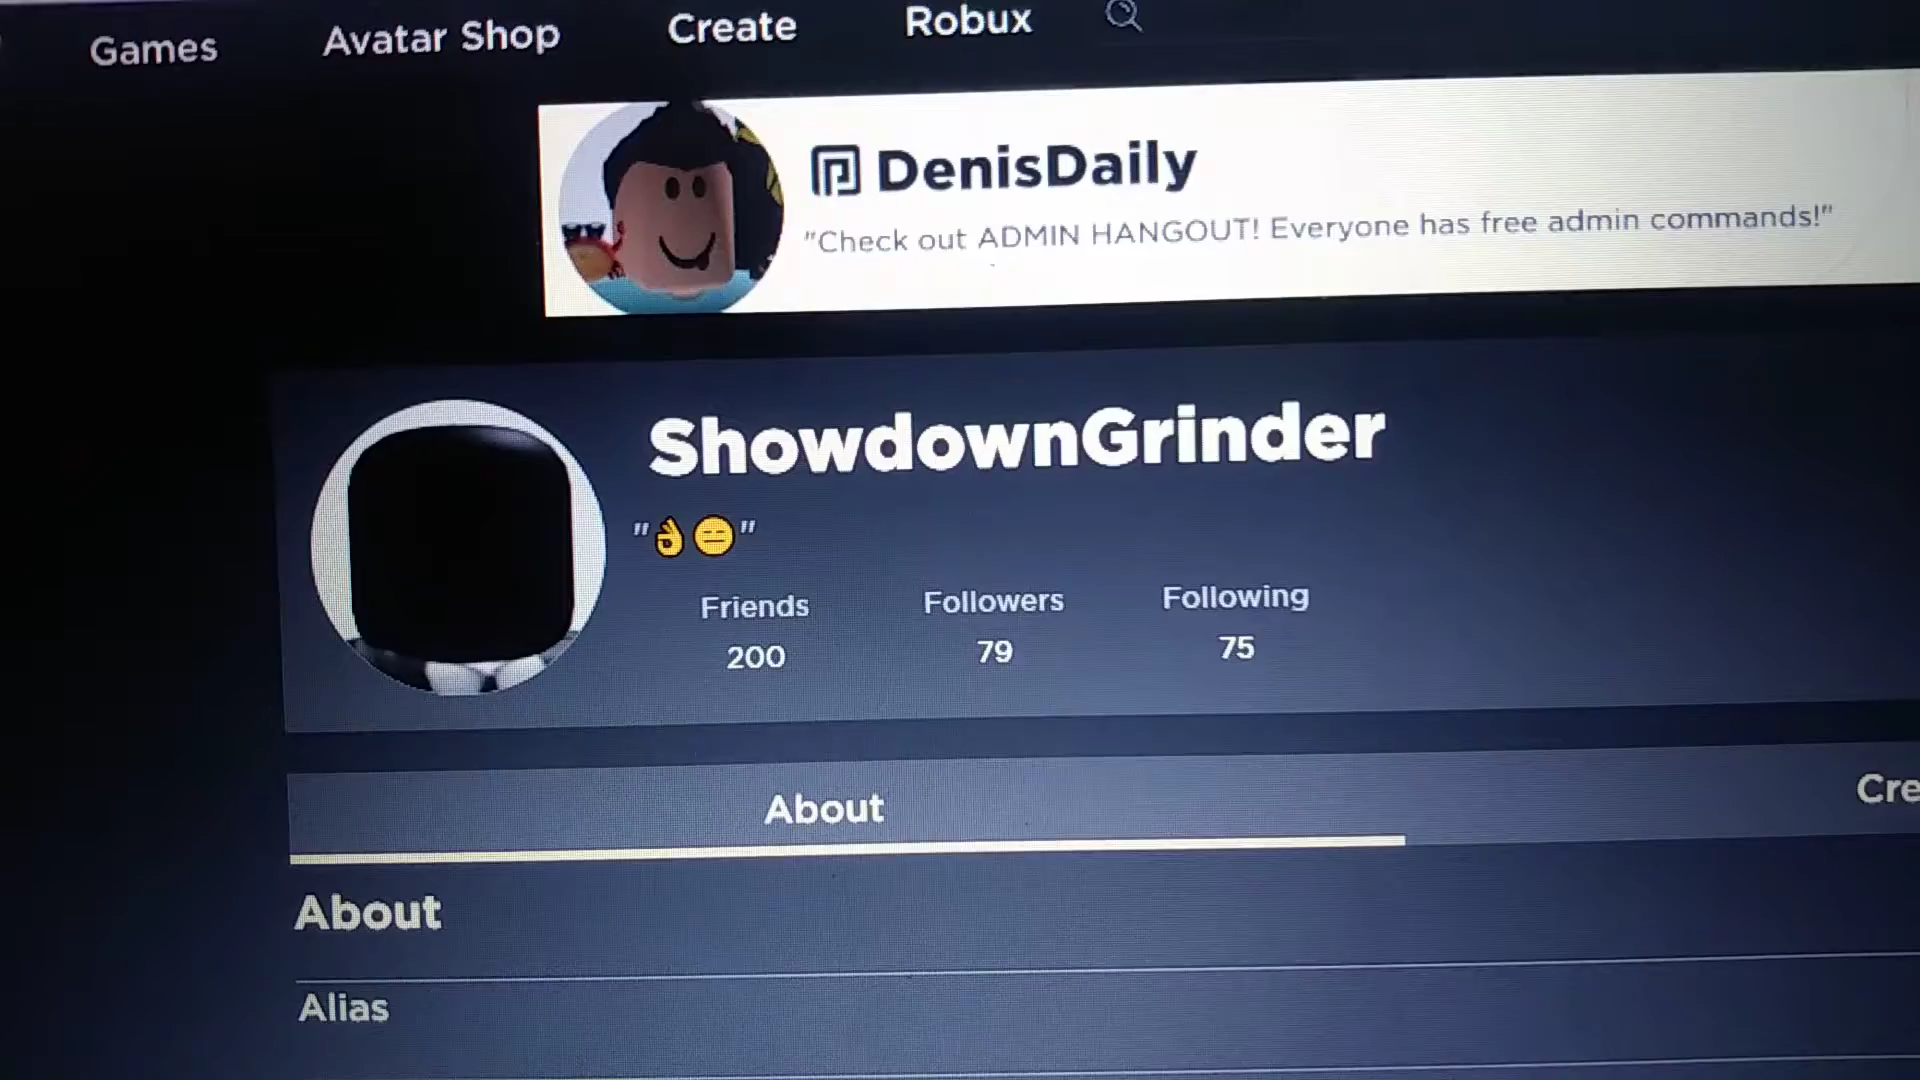 Games Avatar Shop Create Robux
DenisDaily
"Check out ADMIN HANGOUT! Everyone has free admin commands!"
ShowdownGrinder
"👌😑"
Friends Followers Following
200 79 75
About Cre
About
Alias